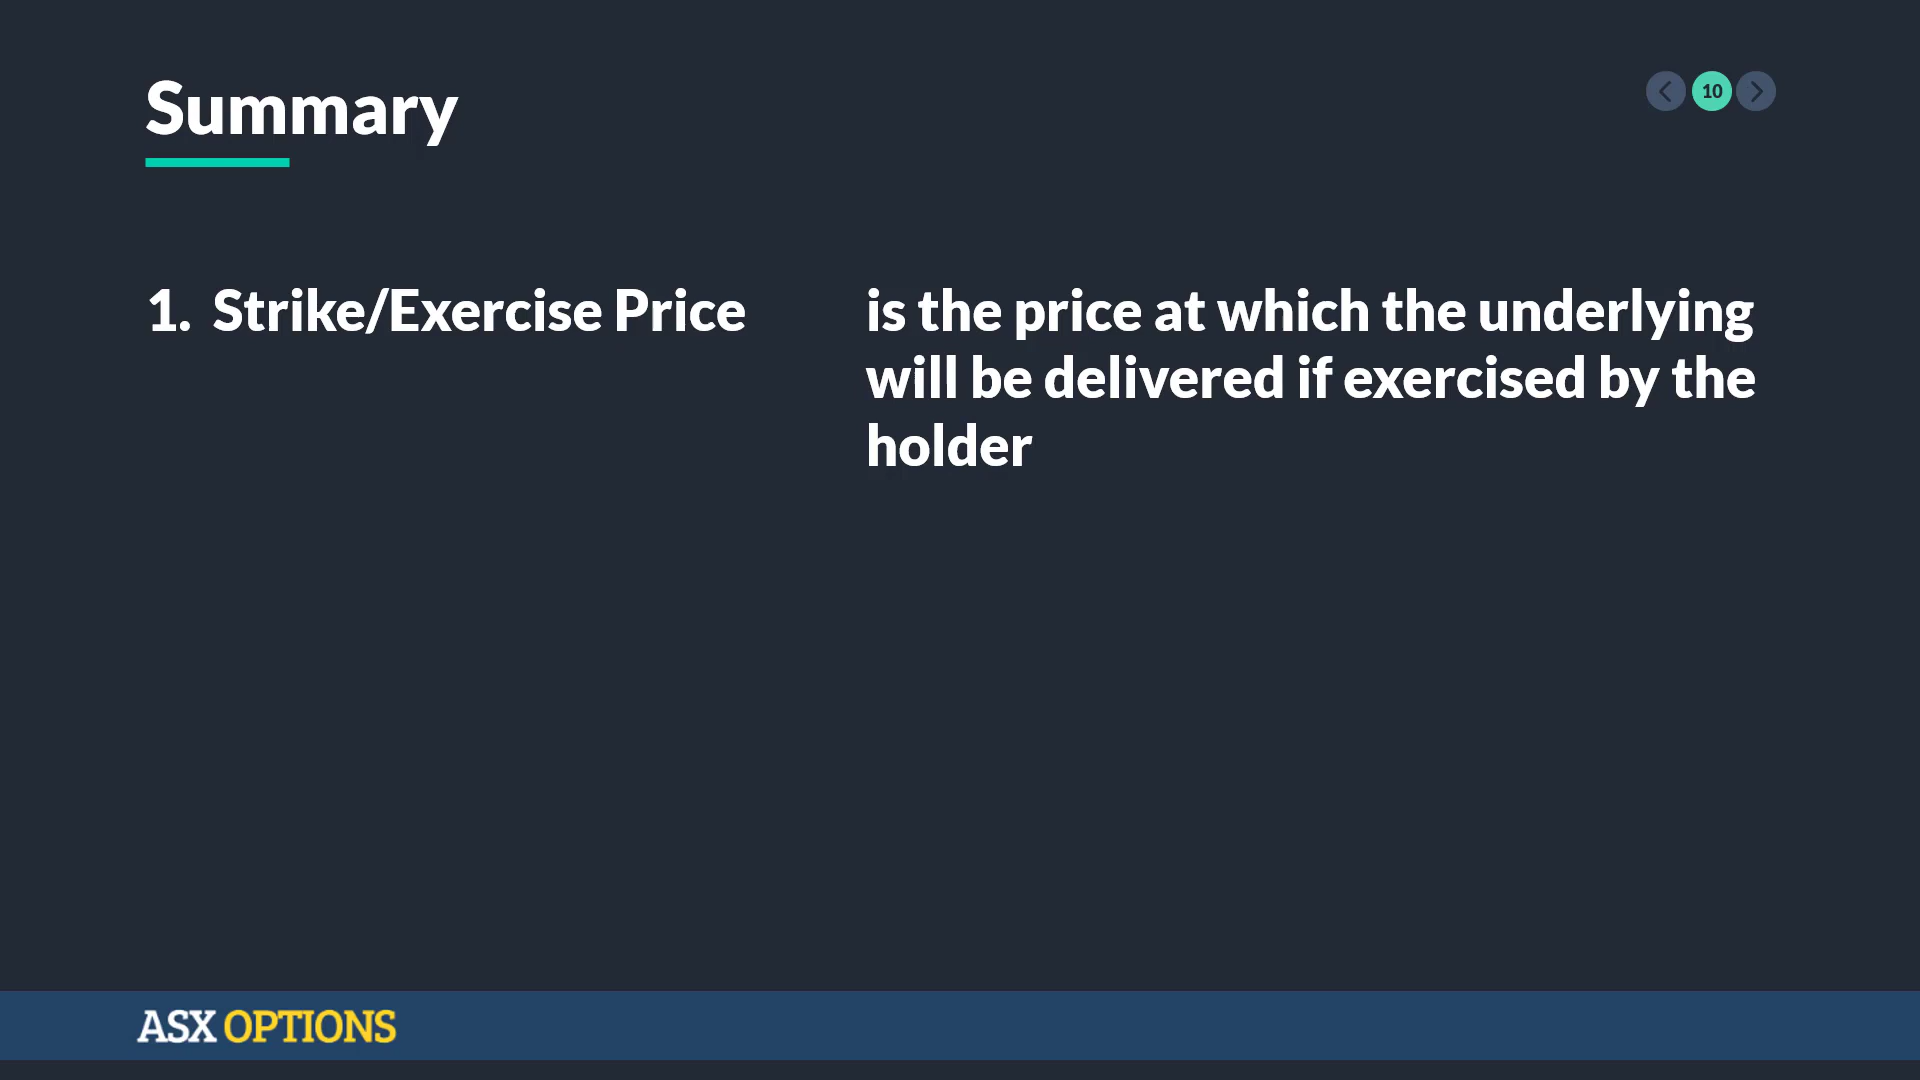 Summary
10
1. Strike/Exercise Price
is the price at which the underlying
will be delivered if exercised by the
holder
ASX OPTIONS